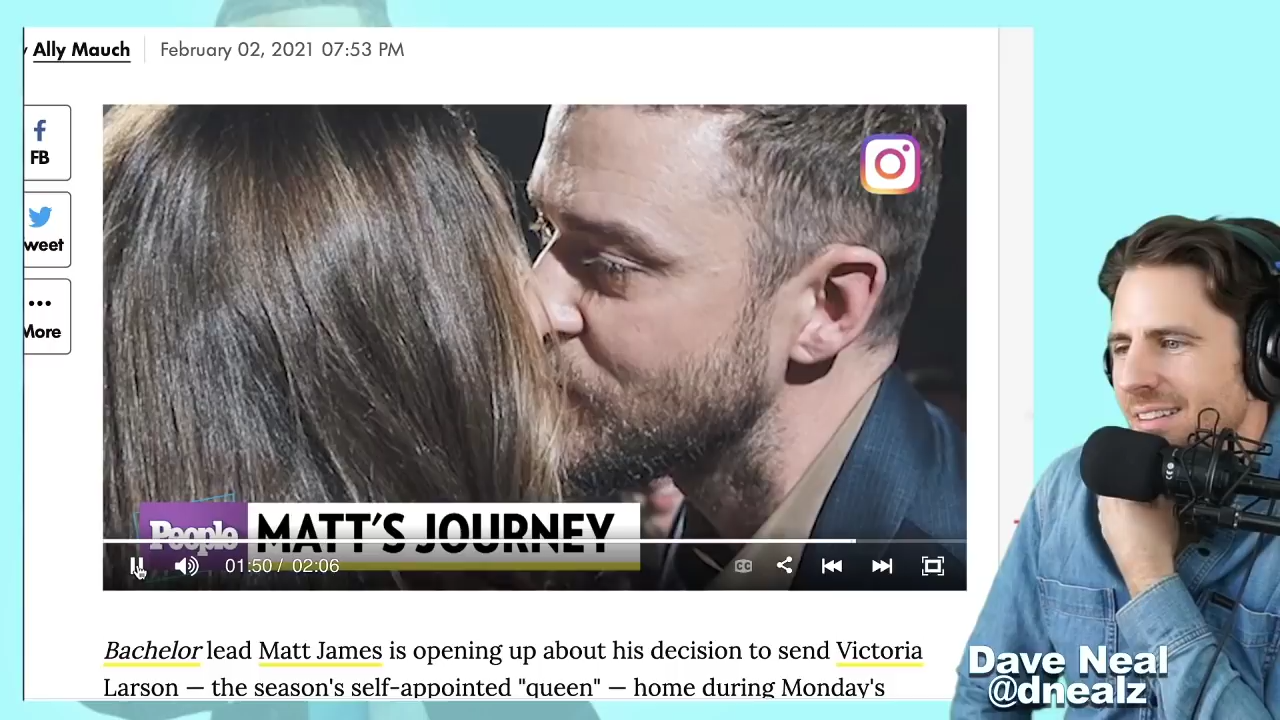 Ally Mauch February 02, 2021 07:53 PM
FB
weet
More
People MATT'S JOURNEY
01:50 / 02:06 CC
Bachelor lead Matt James is opening up about his decision to send Victoria
Larson — the season's self-appointed "queen" — home during Monday's
Dave Neal
@dnealz